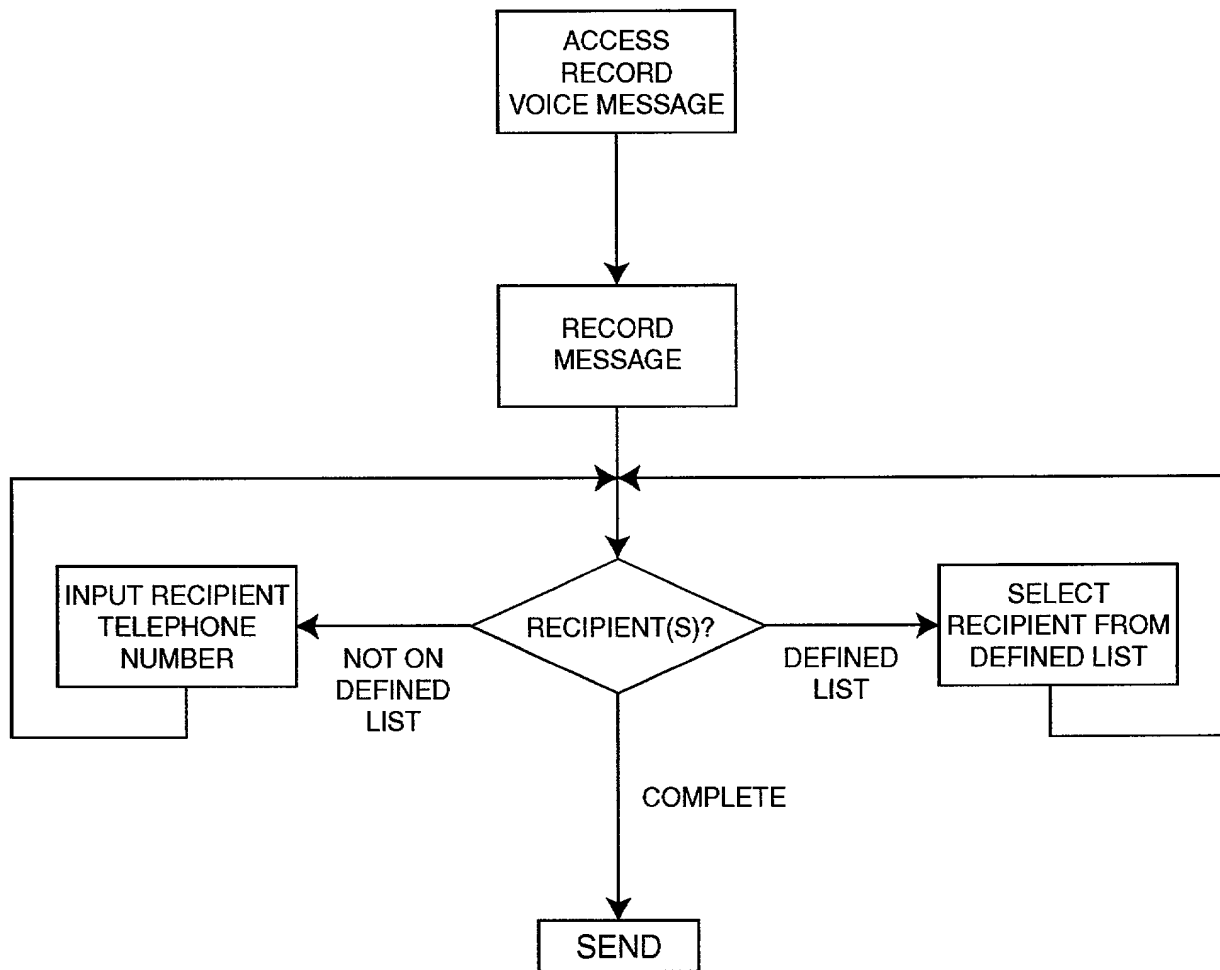 ACCESS
RECORD
VOICE MESSAGE
RECORD
MESSAGE
INPUT RECIPIENT
TELEPHONE
NUMBER
NOT ON
DEFINED
LIST
RECIPIENT(S)?
DEFINED
LIST
SELECT
RECIPIENT FROM
DEFINED LIST
COMPLETE
SEND